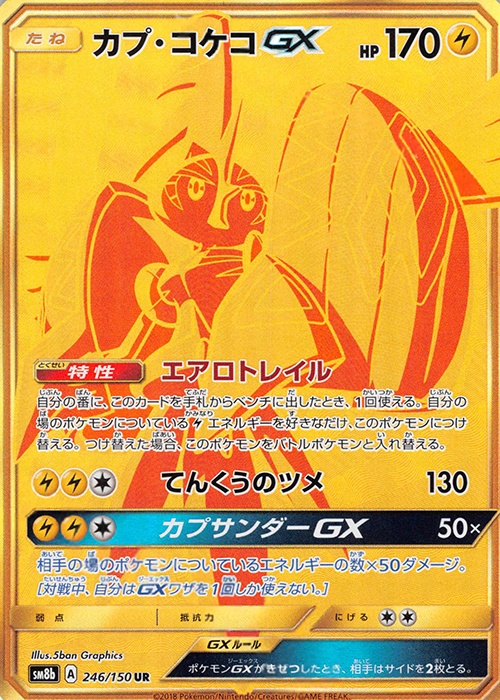 たね カプ・コケコGX HP 170
とくせい
特性 エアロトレイル
自分の番に、このカードを手札からベンチに出したとき、1回使える。自分の
場のポケモンについているエネルギーを好きなだけ、このポケモンにつけ
替える。つけ替えた場合、このポケモンをバトルポケモンと入れ替える。
てんくうのツメ 130
カプサンダーGX 50×
相手の場のポケモンについているエネルギーの数×50ダメージ。
[対戦中、自分はGXワザを1回しか使えない。]
弱点 抵抗力 にげる
Illus.5ban Graphics
GXルール
SM8b A 246/150 UR
ポケモンGXがきぜつしたとき、相手はサイドを2枚とる。
©2018 Pokémon/Nintendo/Creatures/GAME FREAK.